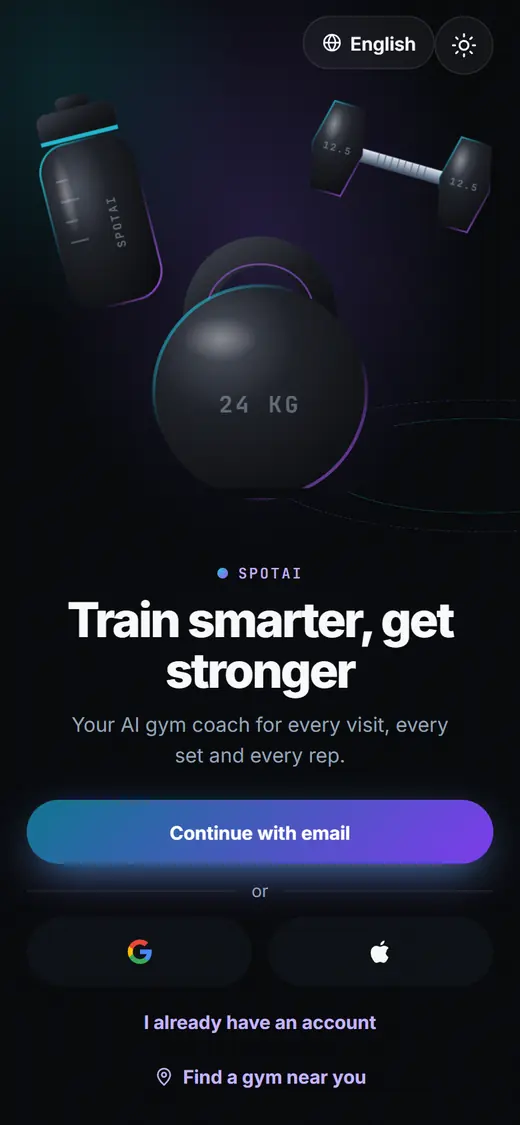 English
12.5
12.5
SPOTAI
24 KG
SPOTAI
Train smarter, get
stronger
Your AI gym coach for every visit, every
set and every rep.
Continue with email
or
I already have an account
Find a gym near you